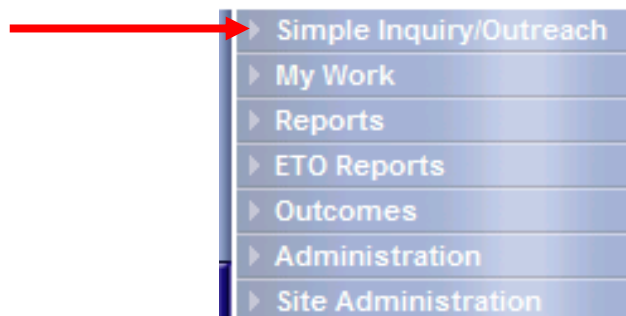 Simple Inquiry/Outreach
My Work
Reports
ETO Reports
Outcomes
Administration
Site Administration